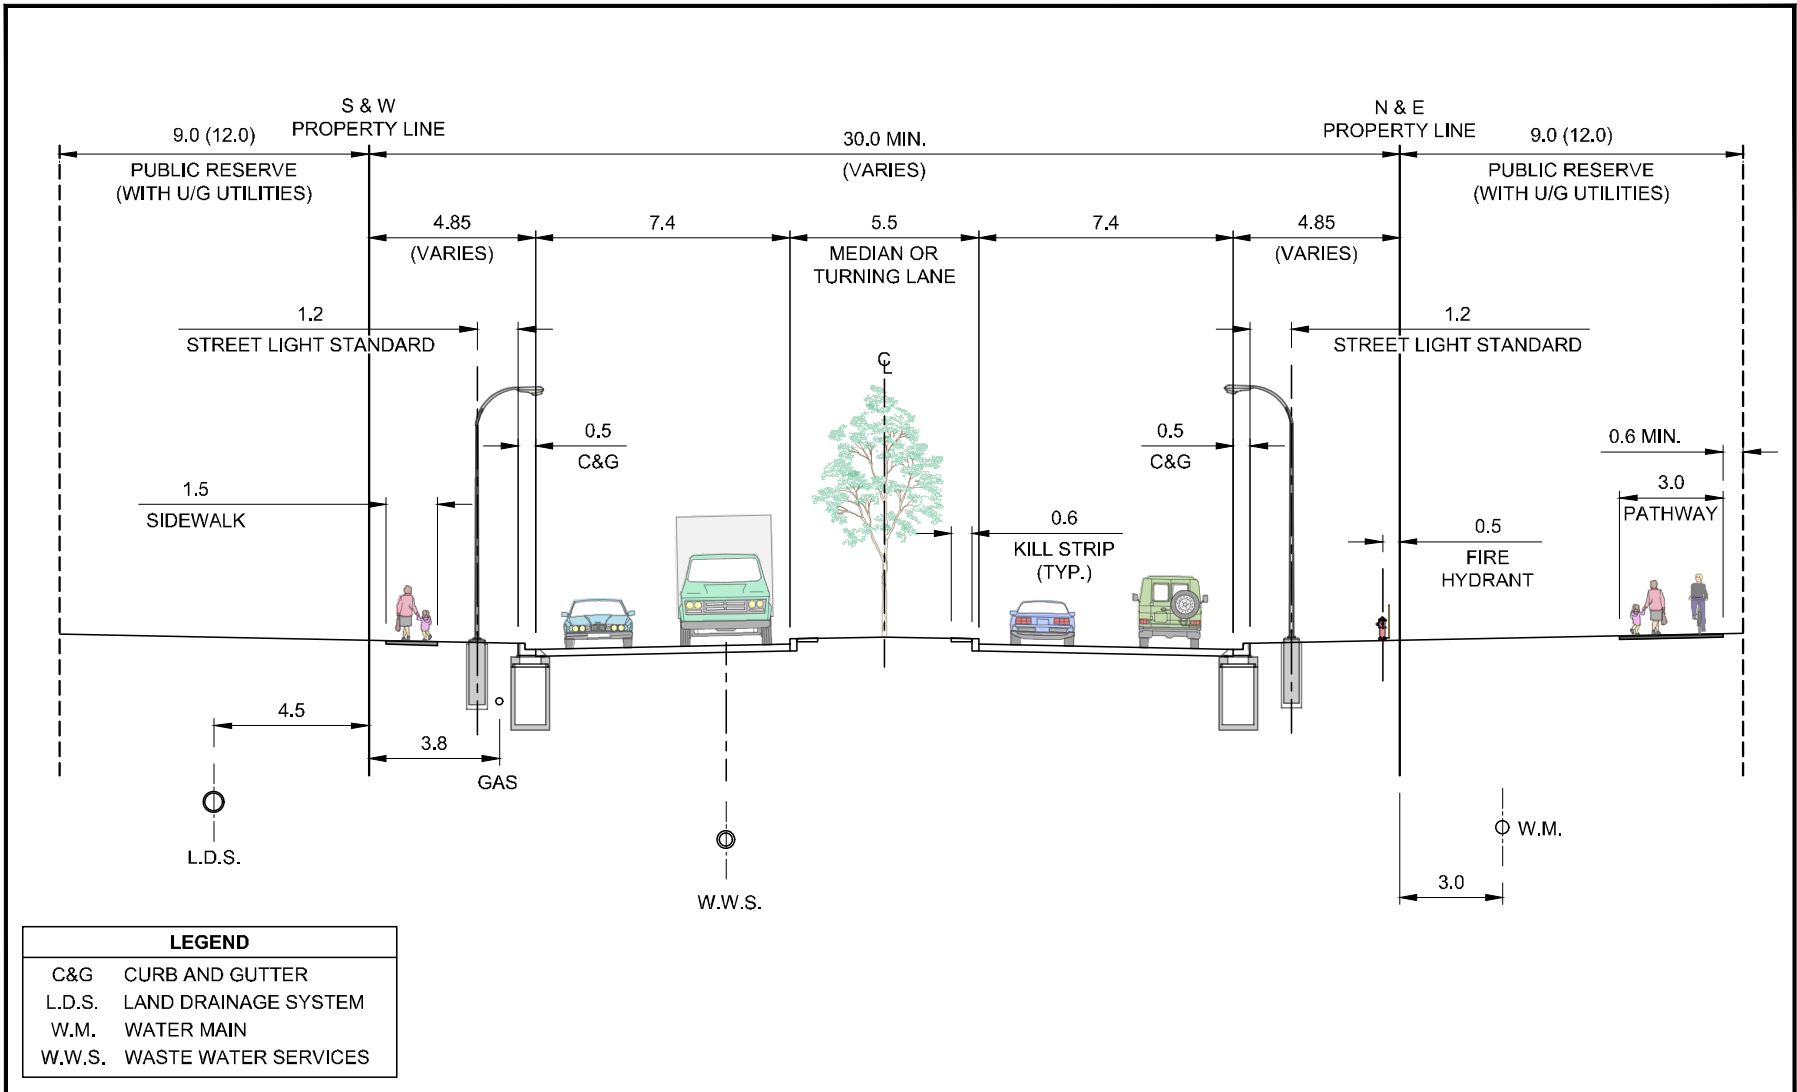 S & W
PROPERTY LINE
N & E
PROPERTY LINE
9.0 (12.0)
PUBLIC RESERVE
(WITH U/G UTILITIES)
30.0 MIN.
(VARIES)
9.0 (12.0)
PUBLIC RESERVE
(WITH U/G UTILITIES)
4.85
(VARIES)
7.4
5.5
MEDIAN OR
TURNING LANE
7.4
4.85
(VARIES)
1.2
STREET LIGHT STANDARD
1.2
STREET LIGHT STANDARD
CL
0.5
C&G
0.5
C&G
0.6 MIN.
1.5
SIDEWALK
3.0
PATHWAY
0.6
KILL STRIP
(TYP.)
0.5
FIRE
HYDRANT
4.5
3.8
GAS
L.D.S.
W.W.S.
W.M.
3.0
LEGEND
C&G CURB AND GUTTER
L.D.S. LAND DRAINAGE SYSTEM
W.M. WATER MAIN
W.W.S. WASTE WATER SERVICES